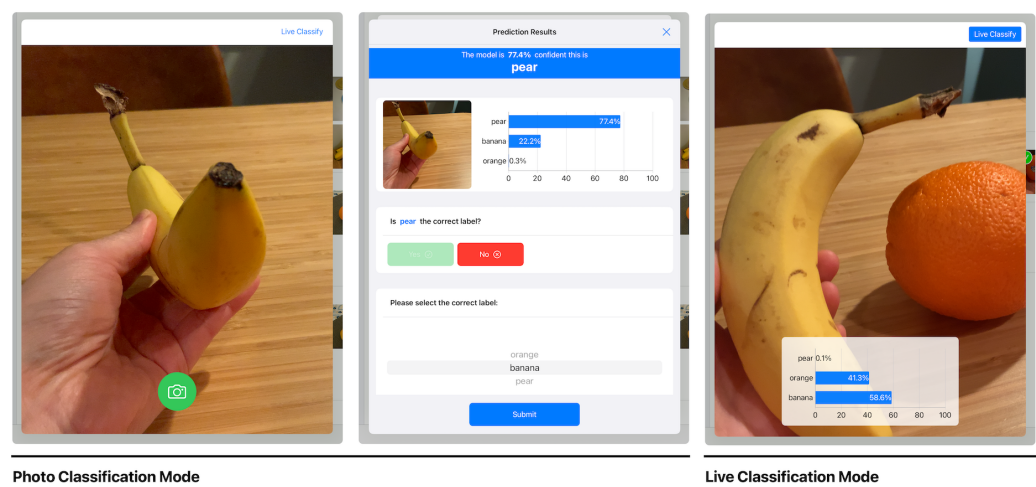 Live Classify
Prediction Results
The model is 77.4% confident this is
pear
pear 77.4%
banana 22.2%
orange 0.3%
0 20 40 60 80 100
Is pear the correct label?
Yes No
Please select the correct label:
orange
banana
pear
Submit
Live Classify
pear 0.1%
orange 41.3%
banana 58.6%
0 20 40 60 80 100
Photo Classification Mode
Live Classification Mode